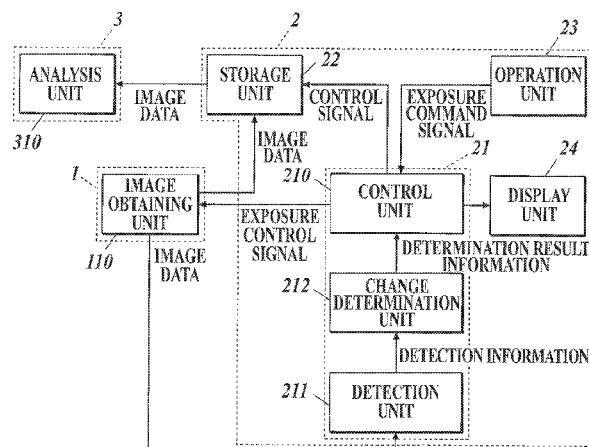 3
2
23
22
ANALYSIS
UNIT
STORAGE
UNIT
OPERATION
UNIT
IMAGE
DATA
CONTROL
SIGNAL
EXPOSURE
COMMAND
SIGNAL
310
IMAGE
DATA
21
24
1
210
IMAGE
OBTAINING
UNIT
CONTROL
UNIT
DISPLAY
UNIT
EXPOSURE
CONTROL
SIGNAL
110
IMAGE
DATA
DETERMINATION RESULT
INFORMATION
212
CHANGE
DETERMINATION
UNIT
DETECTION INFORMATION
211
DETECTION
UNIT